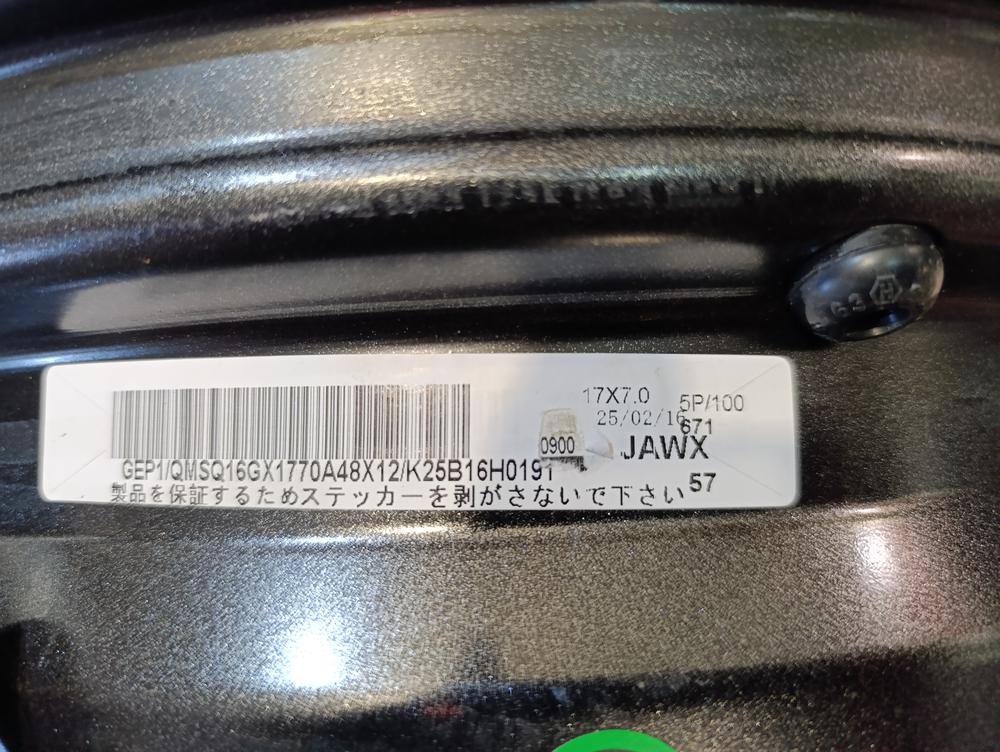 17X7.0 5P/100
25/02/16 671
0900 JAWX
GEP1/QMSQ16GX1770A48X12/K25B16H0191
製品を保証するためステッカーを剥がさないで下さい 57
63 H